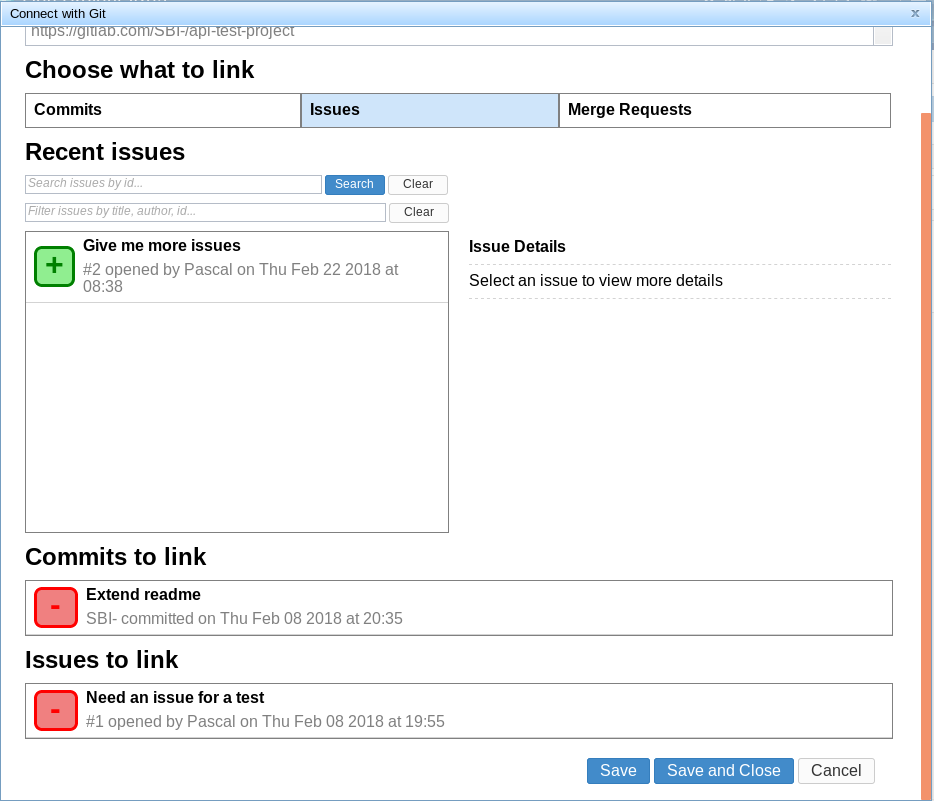 Connect with Git
x
https://gitlab.com/SBI-/api-test-project
Choose what to link
Commits
Issues
Merge Requests
Recent issues
Search issues by id...
Search
Clear
Filter issues by title, author, id...
Clear
+
Give me more issues
#2 opened by Pascal on Thu Feb 22 2018 at
08:38
Issue Details
Select an issue to view more details
Commits to link
-
Extend readme
SBI- committed on Thu Feb 08 2018 at 20:35
Issues to link
-
Need an issue for a test
#1 opened by Pascal on Thu Feb 08 2018 at 19:55
Save
Save and Close
Cancel